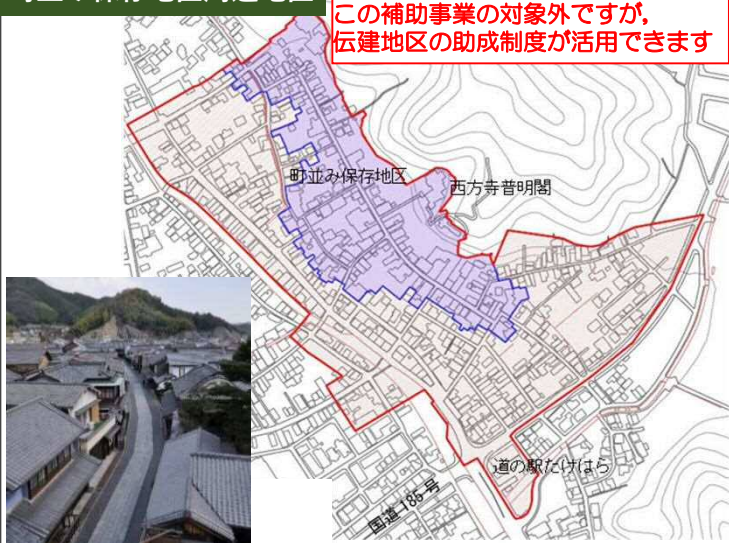 この補助事業の対象外ですが,
伝建地区の助成制度が活用できます
町並み保存地区
西方寺普明閣
道の駅たけはら
国道185号